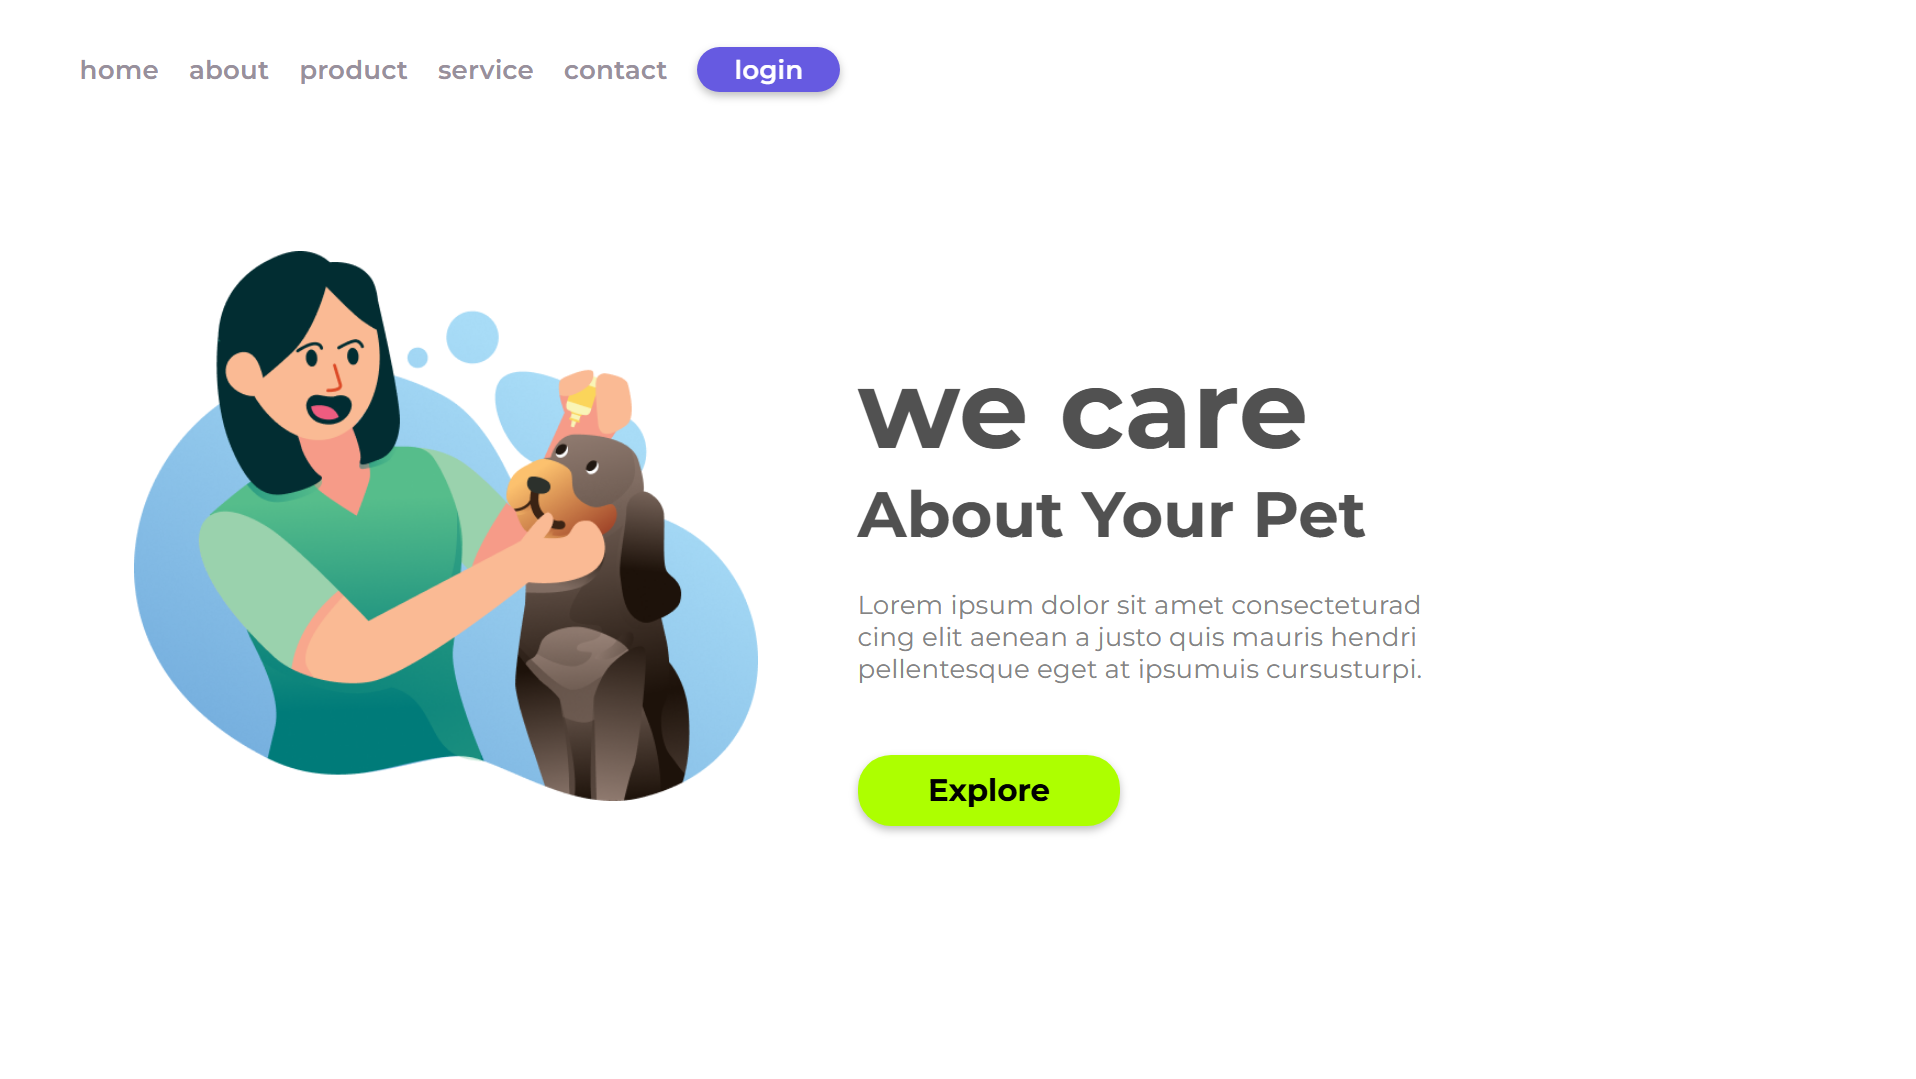 home about product service contact login
we care
About Your Pet
Lorem ipsum dolor sit amet consecteturad
cing elit aenean a justo quis mauris hendri
pellentesque eget at ipsumuis cursusturpi.
Explore